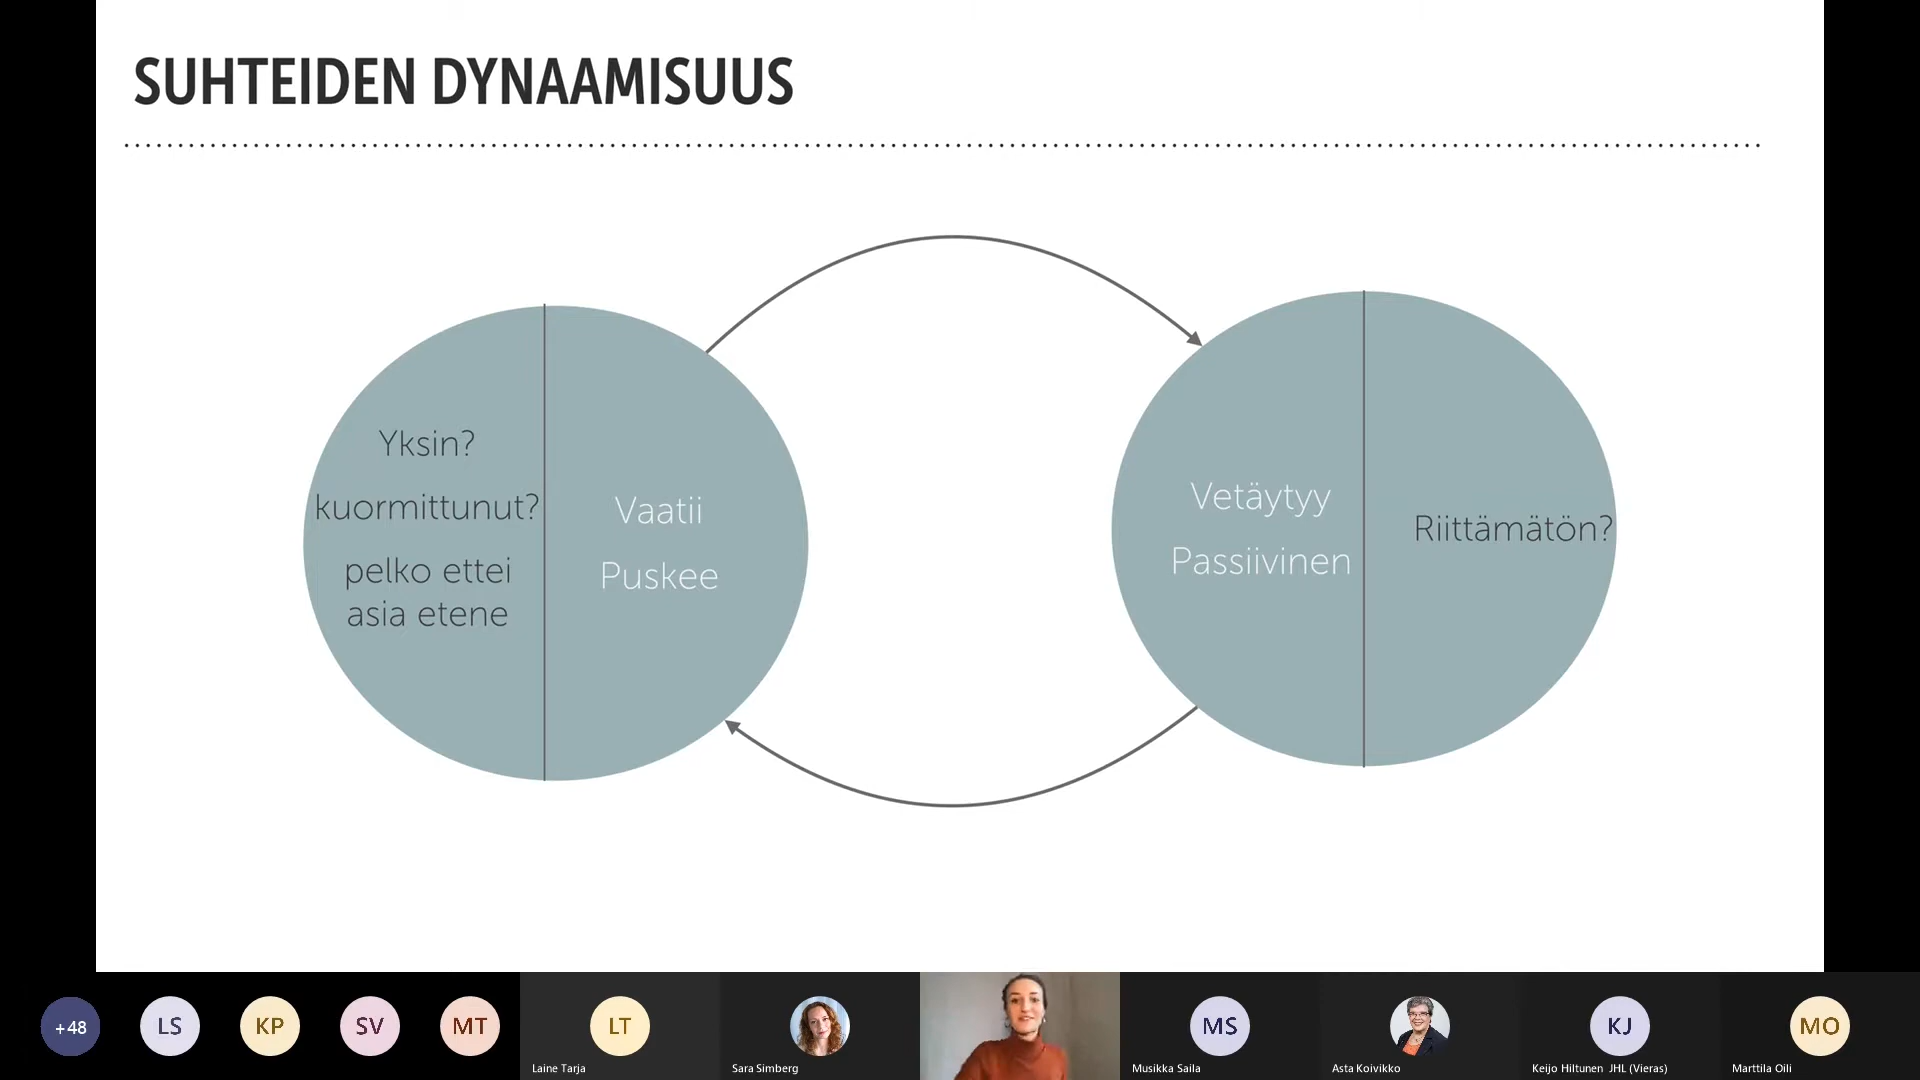 SUHTEIDEN DYNAAMISUUS
Yksin?
kuormittunut?
pelko ettei
asia etene
Vaatii
Puskee
Vetäytyy
Passiivinen
Riittämätön?
+48
LS
KP
SV
MT
LT
Laine Tarja
Sara Simberg
MS
Musikka Saila
Asta Koivikko
KJ
Keijo Hiltunen JHL (Vieras)
MO
Marttila Oili